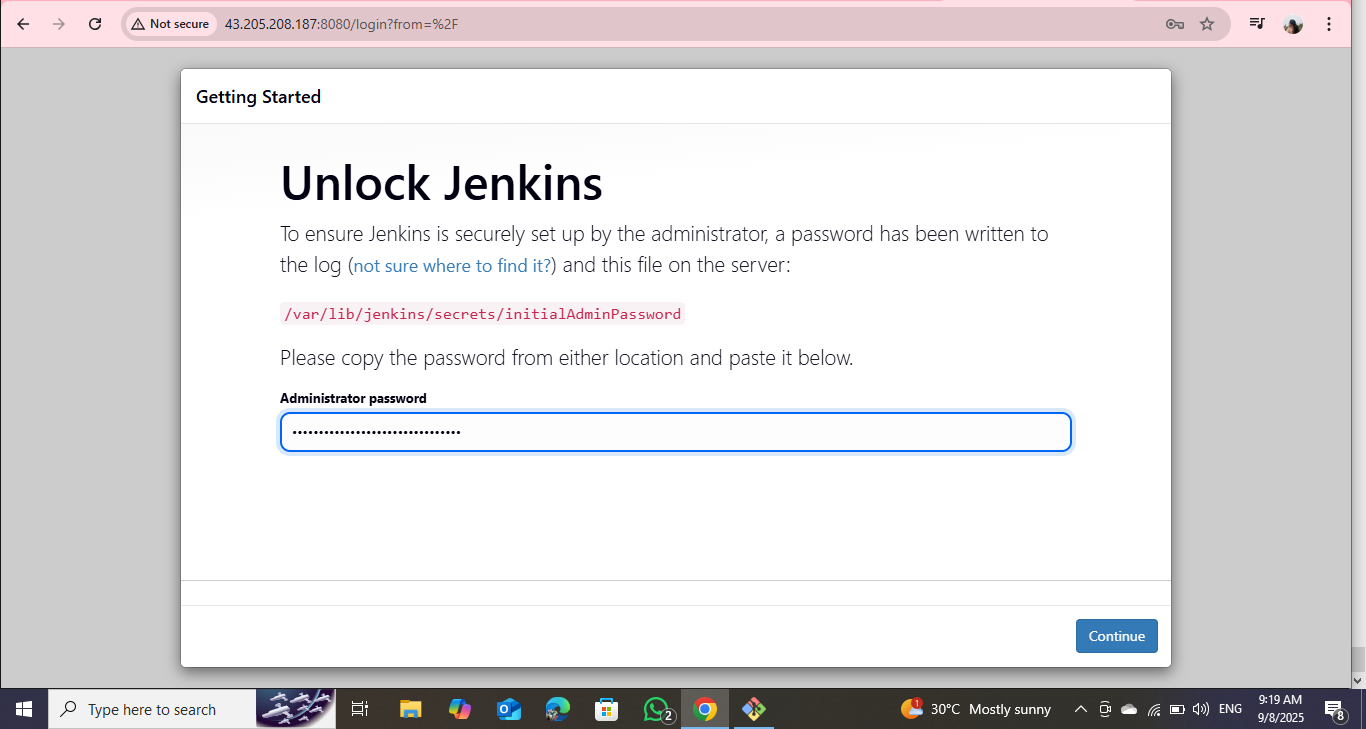 Not secure 43.205.208.187:8080/login?from=%2F
Getting Started
Unlock Jenkins
To ensure Jenkins is securely set up by the administrator, a password has been written to
the log (not sure where to find it?) and this file on the server:
/var/lib/jenkins/secrets/initialAdminPassword
Please copy the password from either location and paste it below.
Administrator password
••••••••••••••••••••••••••••••••
Continue
Type here to search
2
1
30°C Mostly sunny
ENG
9:19 AM
9/8/2025
8